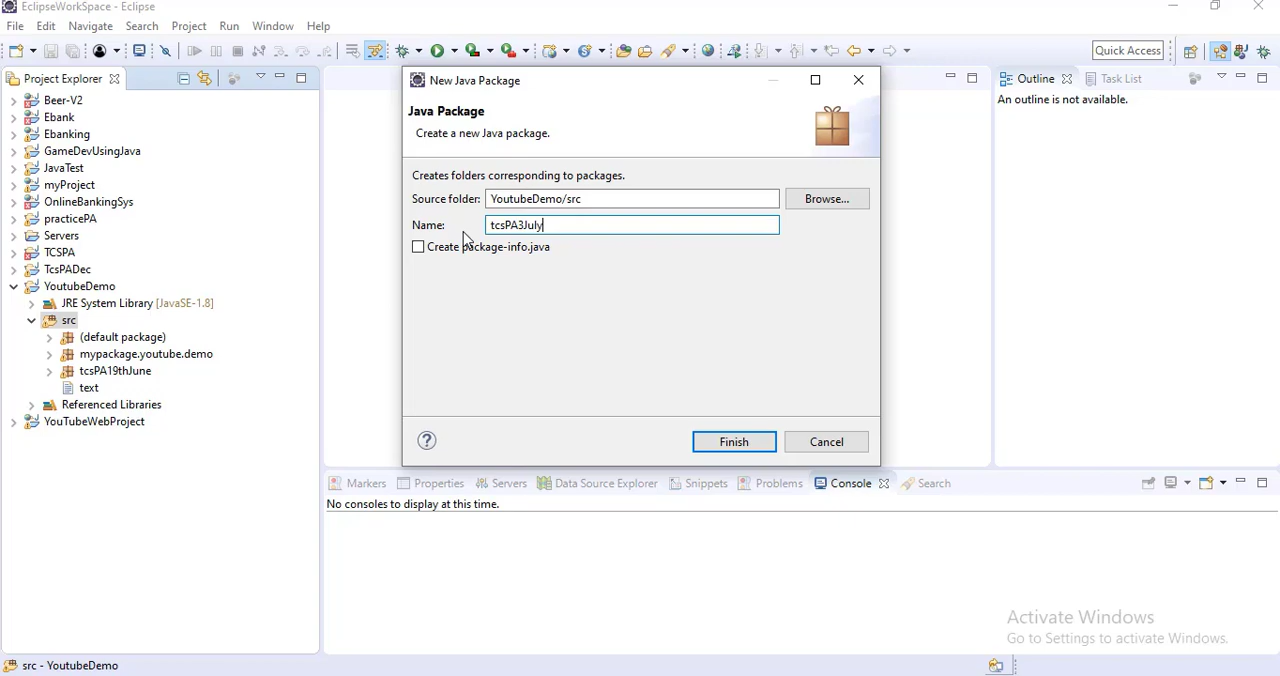 EclipseWorkSpace - Eclipse
File Edit Navigate Search Project Run Window Help
Quick Access
Project Explorer
Beer-V2
Ebank
Ebanking
GameDevUsingJava
JavaTest
myProject
OnlineBankingSys
practicePA
Servers
TCSPA
TcsPADec
YoutubeDemo
JRE System Library [JavaSE-1.8]
src
(default package)
mypackage.youtube.demo
tcsPA19thJune
text
Referenced Libraries
YouTubeWebProject
New Java Package
Java Package
Create a new Java package.
Creates folders corresponding to packages.
Source folder: YoutubeDemo/src Browse...
Name: tcsPA3July
Create package-info.java
Finish Cancel
Outline Task List
An outline is not available.
Markers Properties Servers Data Source Explorer Snippets Problems Console Search
No consoles to display at this time.
Activate Windows
Go to Settings to activate Windows.
src - YoutubeDemo